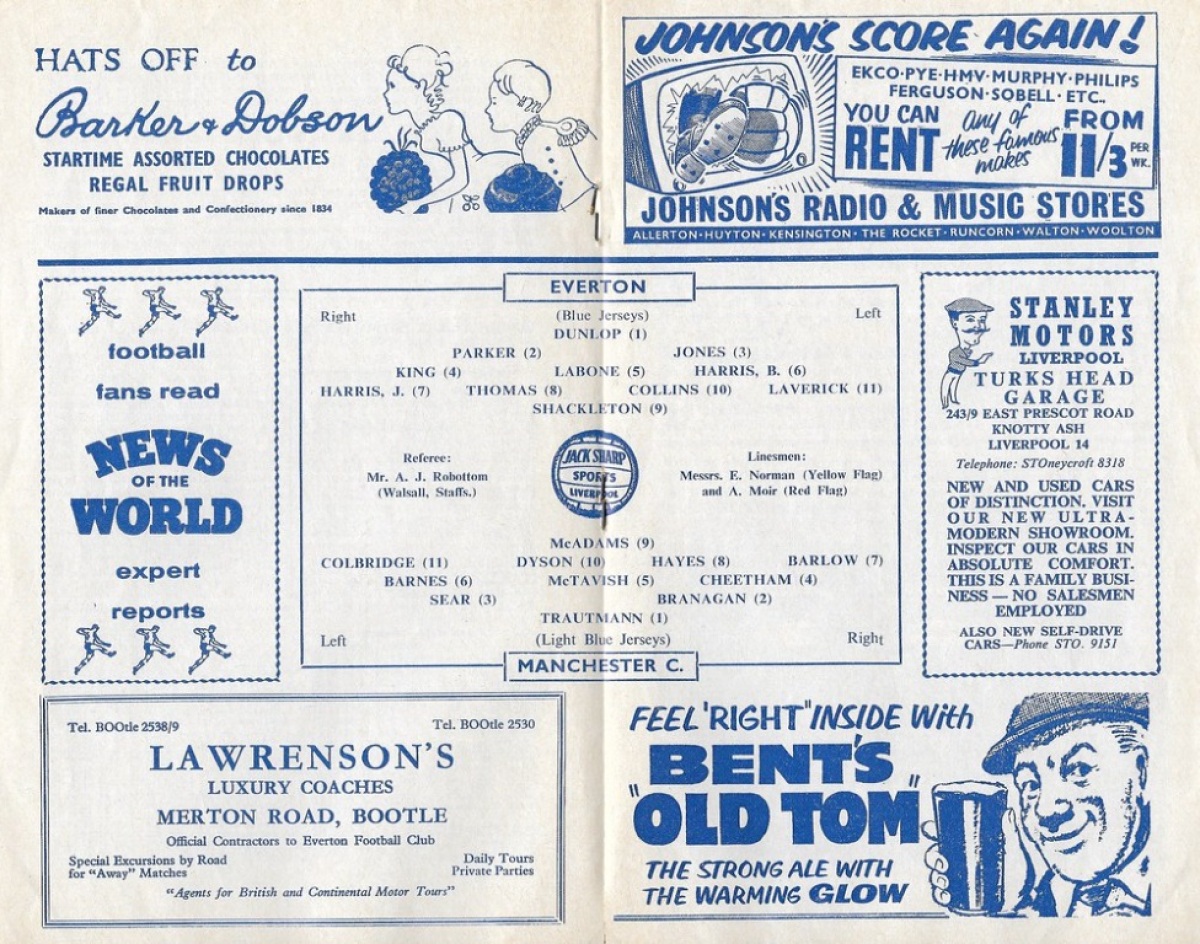 HATS OFF to
Barker & Dobson
STARTIME ASSORTED CHOCOLATES
REGAL FRUIT DROPS
Makers of finer Chocolates and Confectionery since 1834
JOHNSON'S SCORE AGAIN!
EKCO·PYE·HMV·MURPHY·PHILIPS
FERGUSON·SOBELL·ETC.,
YOU CAN
RENT
any of
these famous
makes
FROM
11/3 PER
WK.
JOHNSON'S RADIO & MUSIC STORES
ALLERTON·HUYTON·KENSINGTON·THE ROCKET·RUNCORN·WALTON·WOOLTON
football
fans read
NEWS
OF THE
WORLD
expert
reports
EVERTON
Right (Blue Jerseys) Left
DUNLOP (1)
PARKER (2) JONES (3)
KING (4) LABONE (5) HARRIS, B. (6)
HARRIS, J. (7) THOMAS (8) COLLINS (10) LAVERICK (11)
SHACKLETON (9)
Referee:
Mr. A. J. Robottom
(Walsall, Staffs.)
JACK SHARP
SPORTS
LIVERPOOL
Linesmen:
Messrs. E. Norman (Yellow Flag)
and A. Moir (Red Flag)
McADAMS (9)
COLBRIDGE (11) DYSON (10) HAYES (8) BARLOW (7)
BARNES (6) McTAVISH (5) CHEETHAM (4)
SEAR (3) BRANAGAN (2)
TRAUTMANN (1)
Left (Light Blue Jerseys) Right
MANCHESTER C.
STANLEY
MOTORS
LIVERPOOL
TURKS HEAD
GARAGE
243/9 EAST PRESCOT ROAD
KNOTTY ASH
LIVERPOOL 14
Telephone: STOneycroft 8318
NEW AND USED CARS
OF DISTINCTION. VISIT
OUR NEW ULTRA-
MODERN SHOWROOM.
INSPECT OUR CARS IN
ABSOLUTE COMFORT.
THIS IS A FAMILY BUSI-
NESS — NO SALESMEN
EMPLOYED
ALSO NEW SELF-DRIVE
CARS—Phone STO. 9151
Tel. BOOtle 2538/9 Tel. BOOtle 2530
LAWRENSON'S
LUXURY COACHES
MERTON ROAD, BOOTLE
Official Contractors to Everton Football Club
Special Excursions by Road
for "Away" Matches
Daily Tours
Private Parties
"Agents for British and Continental Motor Tours"
FEEL 'RIGHT" INSIDE With
BENT'S
"OLD TOM"
THE STRONG ALE WITH
THE WARMING GLOW